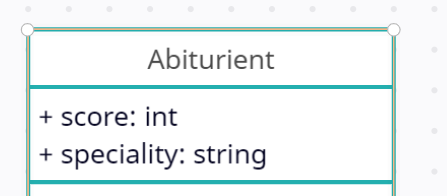 Abiturient
+ score: int
+ speciality: string